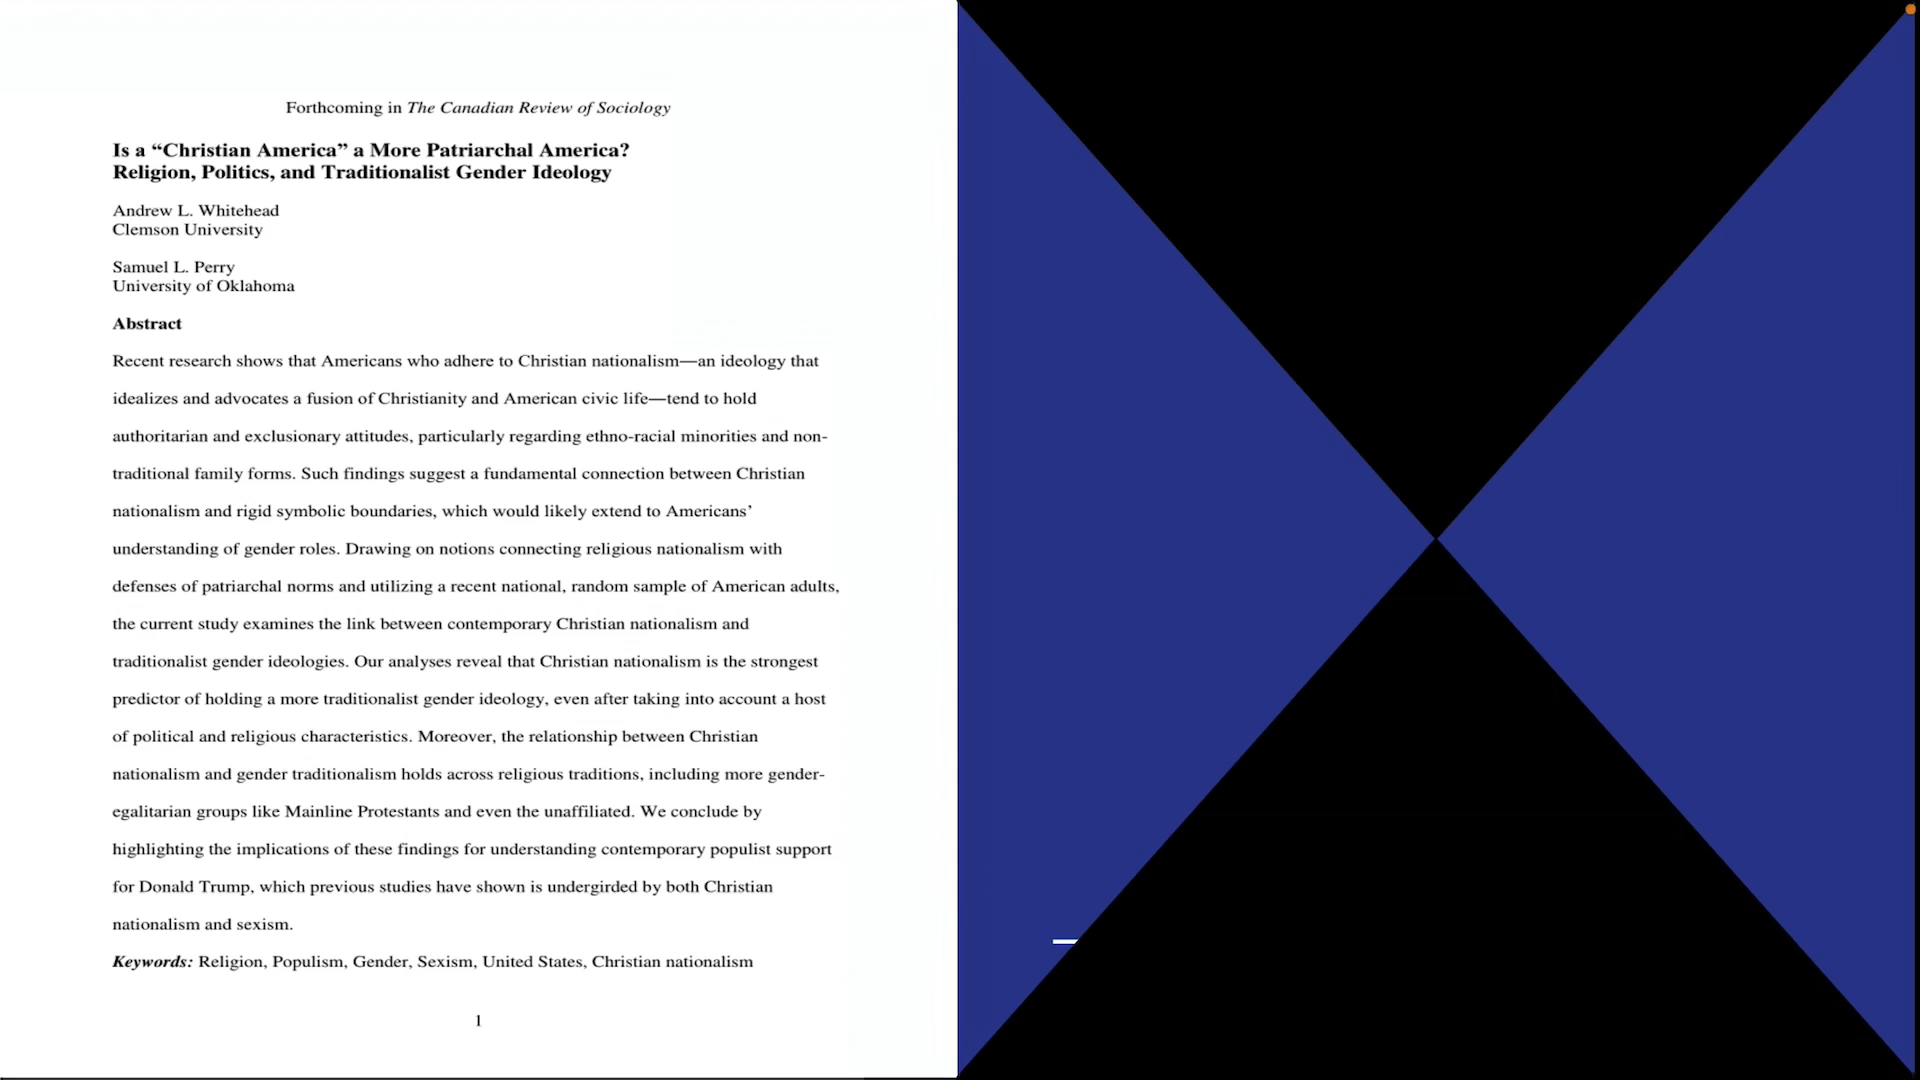 Forthcoming in The Canadian Review of Sociology
Is a “Christian America” a More Patriarchal America?
Religion, Politics, and Traditionalist Gender Ideology
Andrew L. Whitehead
Clemson University
Samuel L. Perry
University of Oklahoma
Abstract
Recent research shows that Americans who adhere to Christian nationalism—an ideology that
idealizes and advocates a fusion of Christianity and American civic life—tend to hold
authoritarian and exclusionary attitudes, particularly regarding ethno-racial minorities and non-
traditional family forms. Such findings suggest a fundamental connection between Christian
nationalism and rigid symbolic boundaries, which would likely extend to Americans’
understanding of gender roles. Drawing on notions connecting religious nationalism with
defenses of patriarchal norms and utilizing a recent national, random sample of American adults,
the current study examines the link between contemporary Christian nationalism and
traditionalist gender ideologies. Our analyses reveal that Christian nationalism is the strongest
predictor of holding a more traditionalist gender ideology, even after taking into account a host
of political and religious characteristics. Moreover, the relationship between Christian
nationalism and gender traditionalism holds across religious traditions, including more gender-
egalitarian groups like Mainline Protestants and even the unaffiliated. We conclude by
highlighting the implications of these findings for understanding contemporary populist support
for Donald Trump, which previous studies have shown is undergirded by both Christian
nationalism and sexism.
Keywords: Religion, Populism, Gender, Sexism, United States, Christian nationalism
1